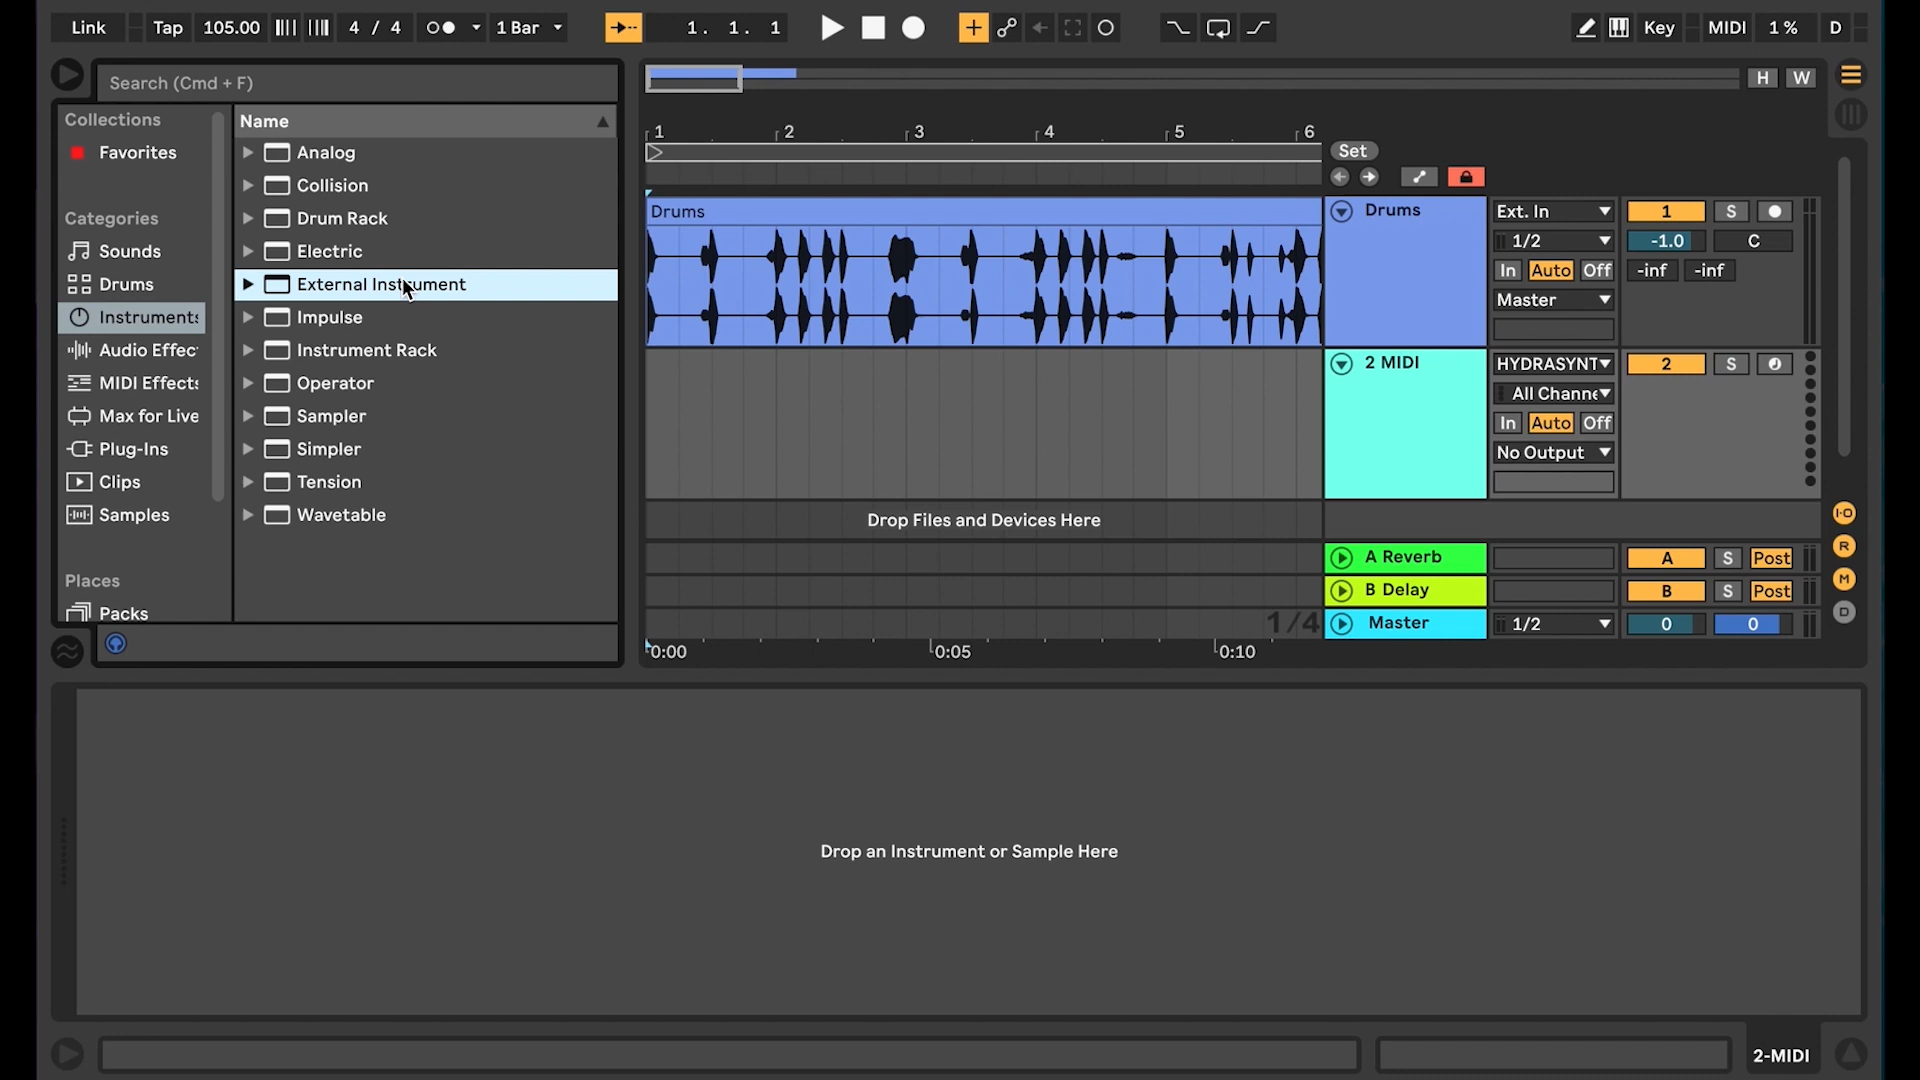 Link Tap 105.00 4 / 4 1 Bar 1. 1. 1 Key MIDI 1 % D
Search (Cmd + F)
H W
Collections
Favorites
Categories
Sounds
Drums
Instruments
Audio Effec
MIDI Effects
Max for Live
Plug-Ins
Clips
Samples
Places
Packs
Name
Analog
Collision
Drum Rack
Electric
External Instrument
Impulse
Instrument Rack
Operator
Sampler
Simpler
Tension
Wavetable
1 2 3 4 5 6
Set
Drums
Drums Ext. In 1 S
1/2 -1.0 C
In Auto Off -inf -inf
Master
2 MIDI HYDRASYNT 2 S
All Channe
In Auto Off
No Output
Drop Files and Devices Here
A Reverb A S Post
B Delay B S Post
1/4 Master 1/2 0 0
0:00 0:05 0:10
I·O
R
M
D
Drop an Instrument or Sample Here
2-MIDI